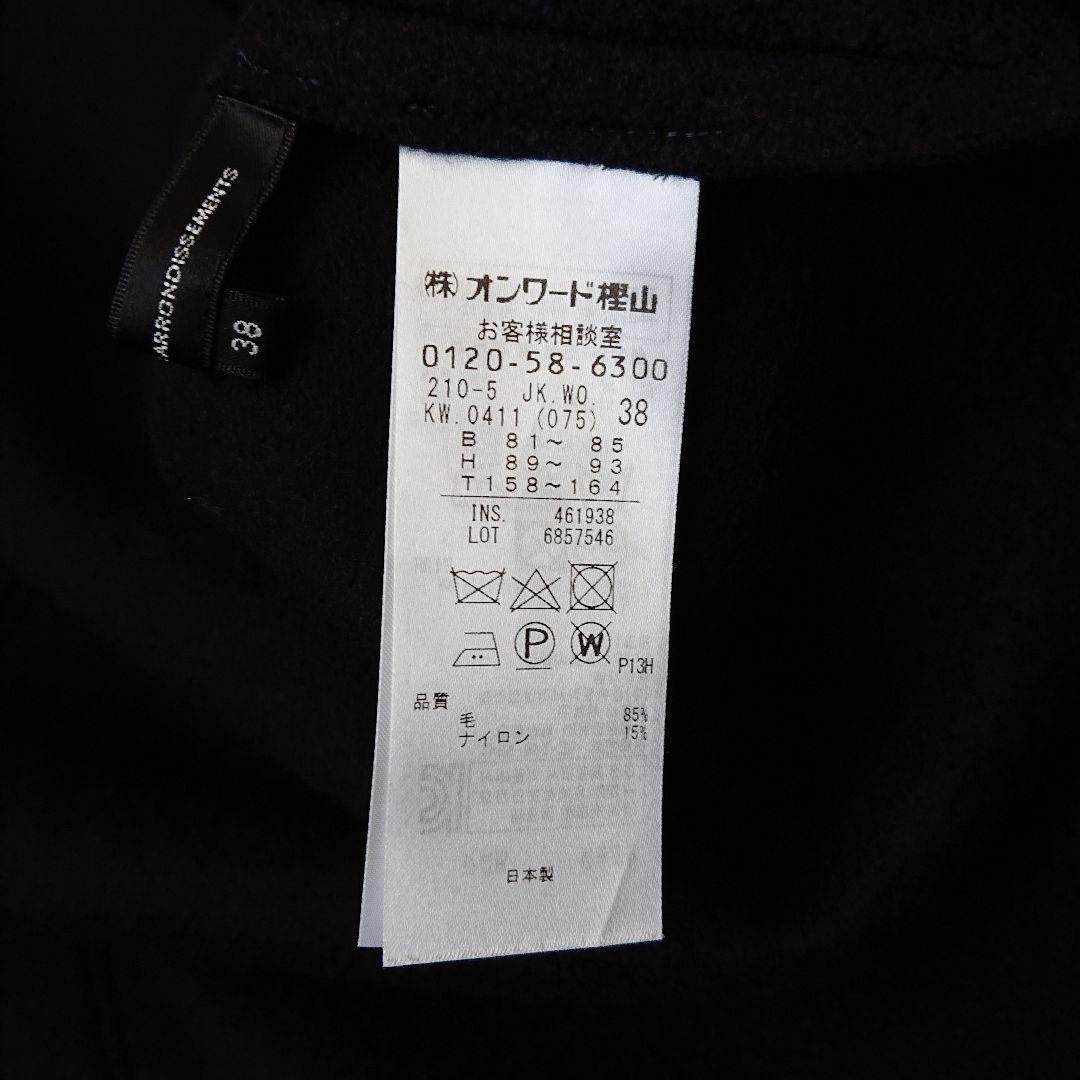 ARRONDISSEMENTS
38
㈱オンワード樫山
お客様相談室
0120-58-6300
210-5 JK.WO.
KW.0411 (075) 38
B 81～ 85
H 89～ 93
T158～164
INS. 461938
LOT 6857546
P W
P13H
品質
毛 85%
ナイロン 15%
日本製